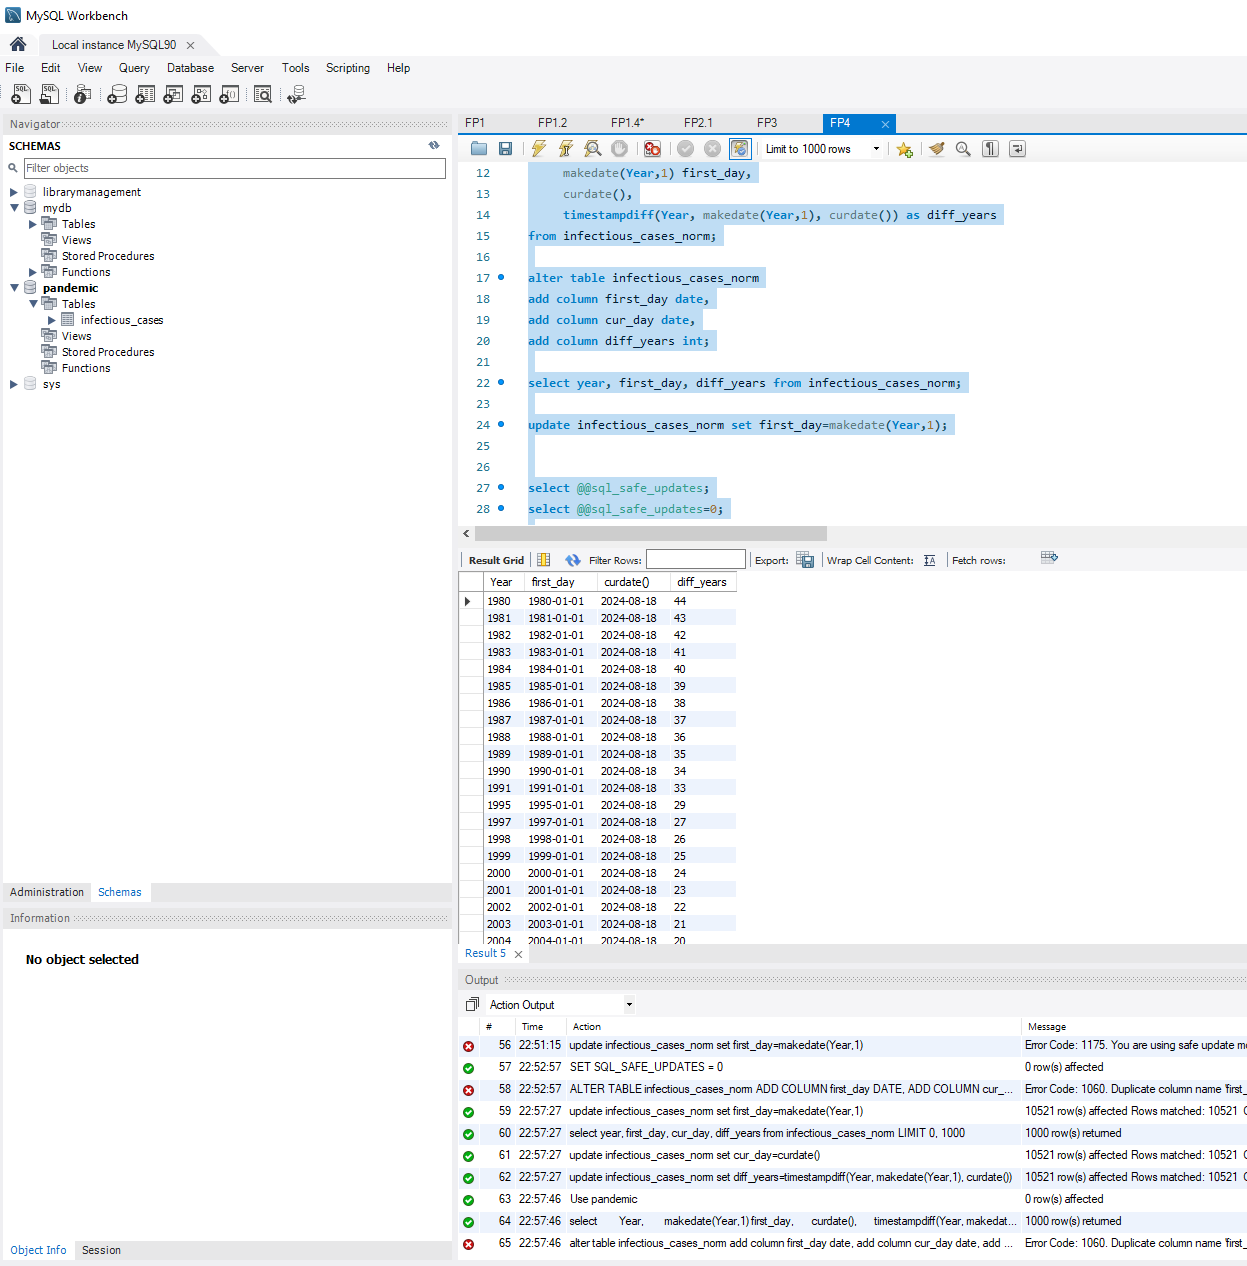 MySQL Workbench
Local instance MySQL90
File Edit View Query Database Server Tools Scripting Help
Navigator
SCHEMAS
Filter objects
librarymanagement
mydb
Tables
Views
Stored Procedures
Functions
pandemic
Tables
infectious_cases
Views
Stored Procedures
Functions
sys
Administration Schemas
Information
No object selected
Object Info Session
FP1 FP1.2 FP1.4* FP2.1 FP3 FP4
Limit to 1000 rows
12 makedate(Year,1) first_day,
13 curdate(),
14 timestampdiff(Year, makedate(Year,1), curdate()) as diff_years
15 from infectious_cases_norm;
16
17 alter table infectious_cases_norm
18 add column first_day date,
19 add column cur_day date,
20 add column diff_years int;
21
22 select year, first_day, diff_years from infectious_cases_norm;
23
24 update infectious_cases_norm set first_day=makedate(Year,1);
25
26
27 select @@sql_safe_updates;
28 select @@sql_safe_updates=0;
Result Grid Filter Rows: Export: Wrap Cell Content: Fetch rows:
Year first_day curdate() diff_years
1980 1980-01-01 2024-08-18 44
1981 1981-01-01 2024-08-18 43
1982 1982-01-01 2024-08-18 42
1983 1983-01-01 2024-08-18 41
1984 1984-01-01 2024-08-18 40
1985 1985-01-01 2024-08-18 39
1986 1986-01-01 2024-08-18 38
1987 1987-01-01 2024-08-18 37
1988 1988-01-01 2024-08-18 36
1989 1989-01-01 2024-08-18 35
1990 1990-01-01 2024-08-18 34
1991 1991-01-01 2024-08-18 33
1995 1995-01-01 2024-08-18 29
1997 1997-01-01 2024-08-18 27
1998 1998-01-01 2024-08-18 26
1999 1999-01-01 2024-08-18 25
2000 2000-01-01 2024-08-18 24
2001 2001-01-01 2024-08-18 23
2002 2002-01-01 2024-08-18 22
2003 2003-01-01 2024-08-18 21
2004 2004-01-01 2024-08-18 20
Result 5
Output
Action Output
# Time Action Message
56 22:51:15 update infectious_cases_norm set first_day=makedate(Year,1) Error Code: 1175. You are using safe update mo
57 22:52:57 SET SQL_SAFE_UPDATES = 0 0 row(s) affected
58 22:52:57 ALTER TABLE infectious_cases_norm ADD COLUMN first_day DATE, ADD COLUMN cur_... Error Code: 1060. Duplicate column name 'first_
59 22:57:27 update infectious_cases_norm set first_day=makedate(Year,1) 10521 row(s) affected Rows matched: 10521 C
60 22:57:27 select year, first_day, cur_day, diff_years from infectious_cases_norm LIMIT 0, 1000 1000 row(s) returned
61 22:57:27 update infectious_cases_norm set cur_day=curdate() 10521 row(s) affected Rows matched: 10521 C
62 22:57:27 update infectious_cases_norm set diff_years=timestampdiff(Year, makedate(Year,1), curdate()) 10521 row(s) affected Rows matched: 10521 C
63 22:57:46 Use pandemic 0 row(s) affected
64 22:57:46 select Year, makedate(Year,1) first_day, curdate(), timestampdiff(Year, makedat... 1000 row(s) returned
65 22:57:46 alter table infectious_cases_norm add column first_day date, add column cur_day date, add ... Error Code: 1060. Duplicate column name 'first_